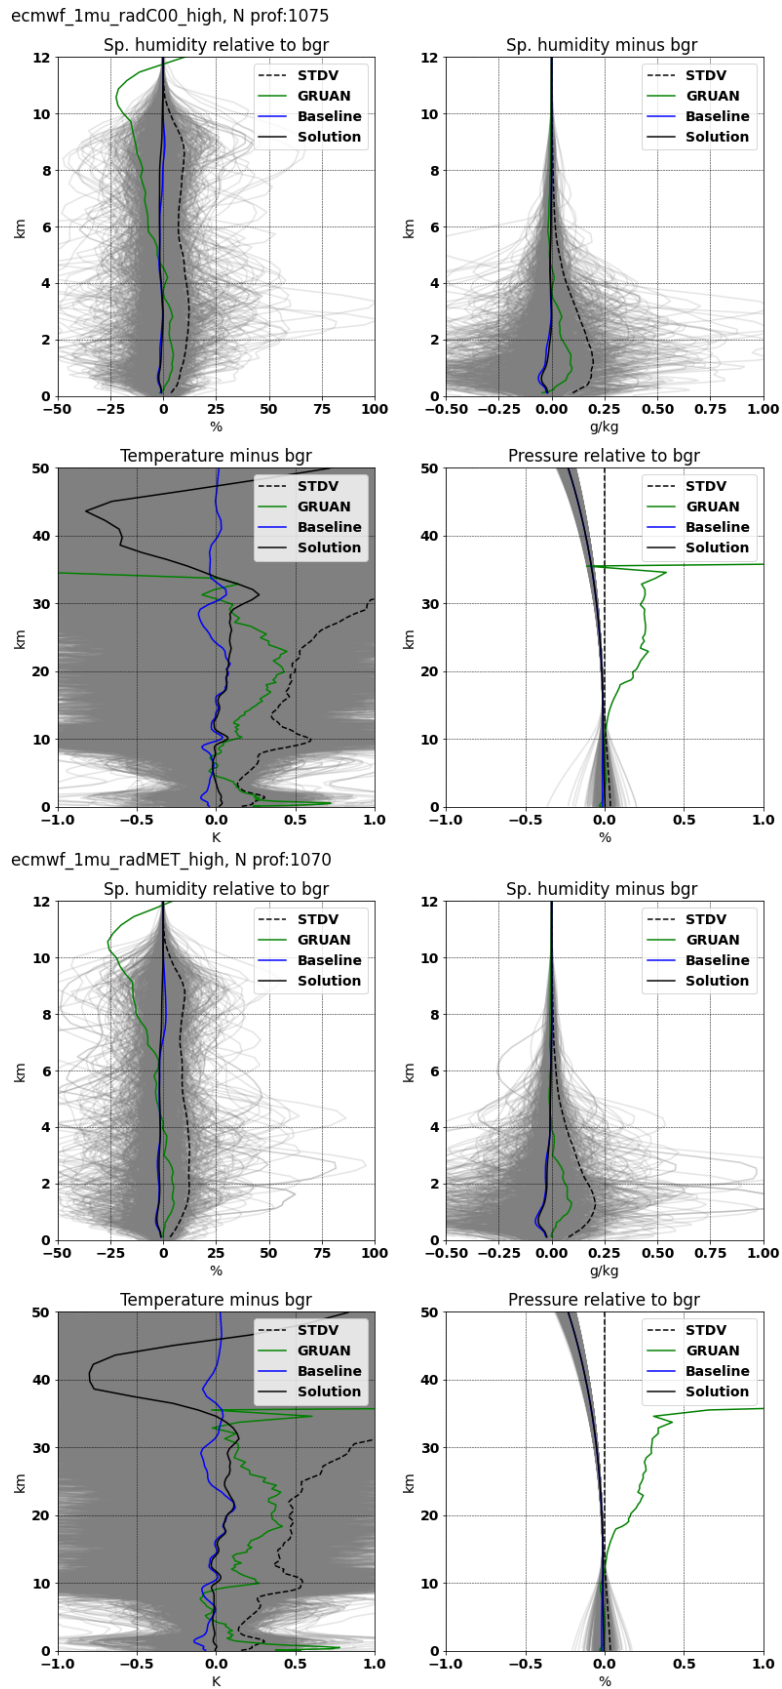 ecmwf_1mu_radC00_high, N prof:1075
Sp. humidity relative to bgr
12
10
8
6
4
2
0
km
STDV
GRUAN
Baseline
Solution
−50 −25 0 25 50 75 100
%
Sp. humidity minus bgr
12
10
8
6
4
2
0
km
STDV
GRUAN
Baseline
Solution
−0.50 −0.25 0.00 0.25 0.50 0.75 1.00
g/kg
Temperature minus bgr
50
40
30
20
10
0
km
STDV
GRUAN
Baseline
Solution
−1.0 −0.5 0.0 0.5 1.0
K
Pressure relative to bgr
50
40
30
20
10
0
km
STDV
GRUAN
Baseline
Solution
−1.0 −0.5 0.0 0.5 1.0
%
ecmwf_1mu_radMET_high, N prof:1070
Sp. humidity relative to bgr
12
10
8
6
4
2
0
km
STDV
GRUAN
Baseline
Solution
−50 −25 0 25 50 75 100
%
Sp. humidity minus bgr
12
10
8
6
4
2
0
km
STDV
GRUAN
Baseline
Solution
−0.50 −0.25 0.00 0.25 0.50 0.75 1.00
g/kg
Temperature minus bgr
50
40
30
20
10
0
km
STDV
GRUAN
Baseline
Solution
−1.0 −0.5 0.0 0.5 1.0
K
Pressure relative to bgr
50
40
30
20
10
0
km
STDV
GRUAN
Baseline
Solution
−1.0 −0.5 0.0 0.5 1.0
%